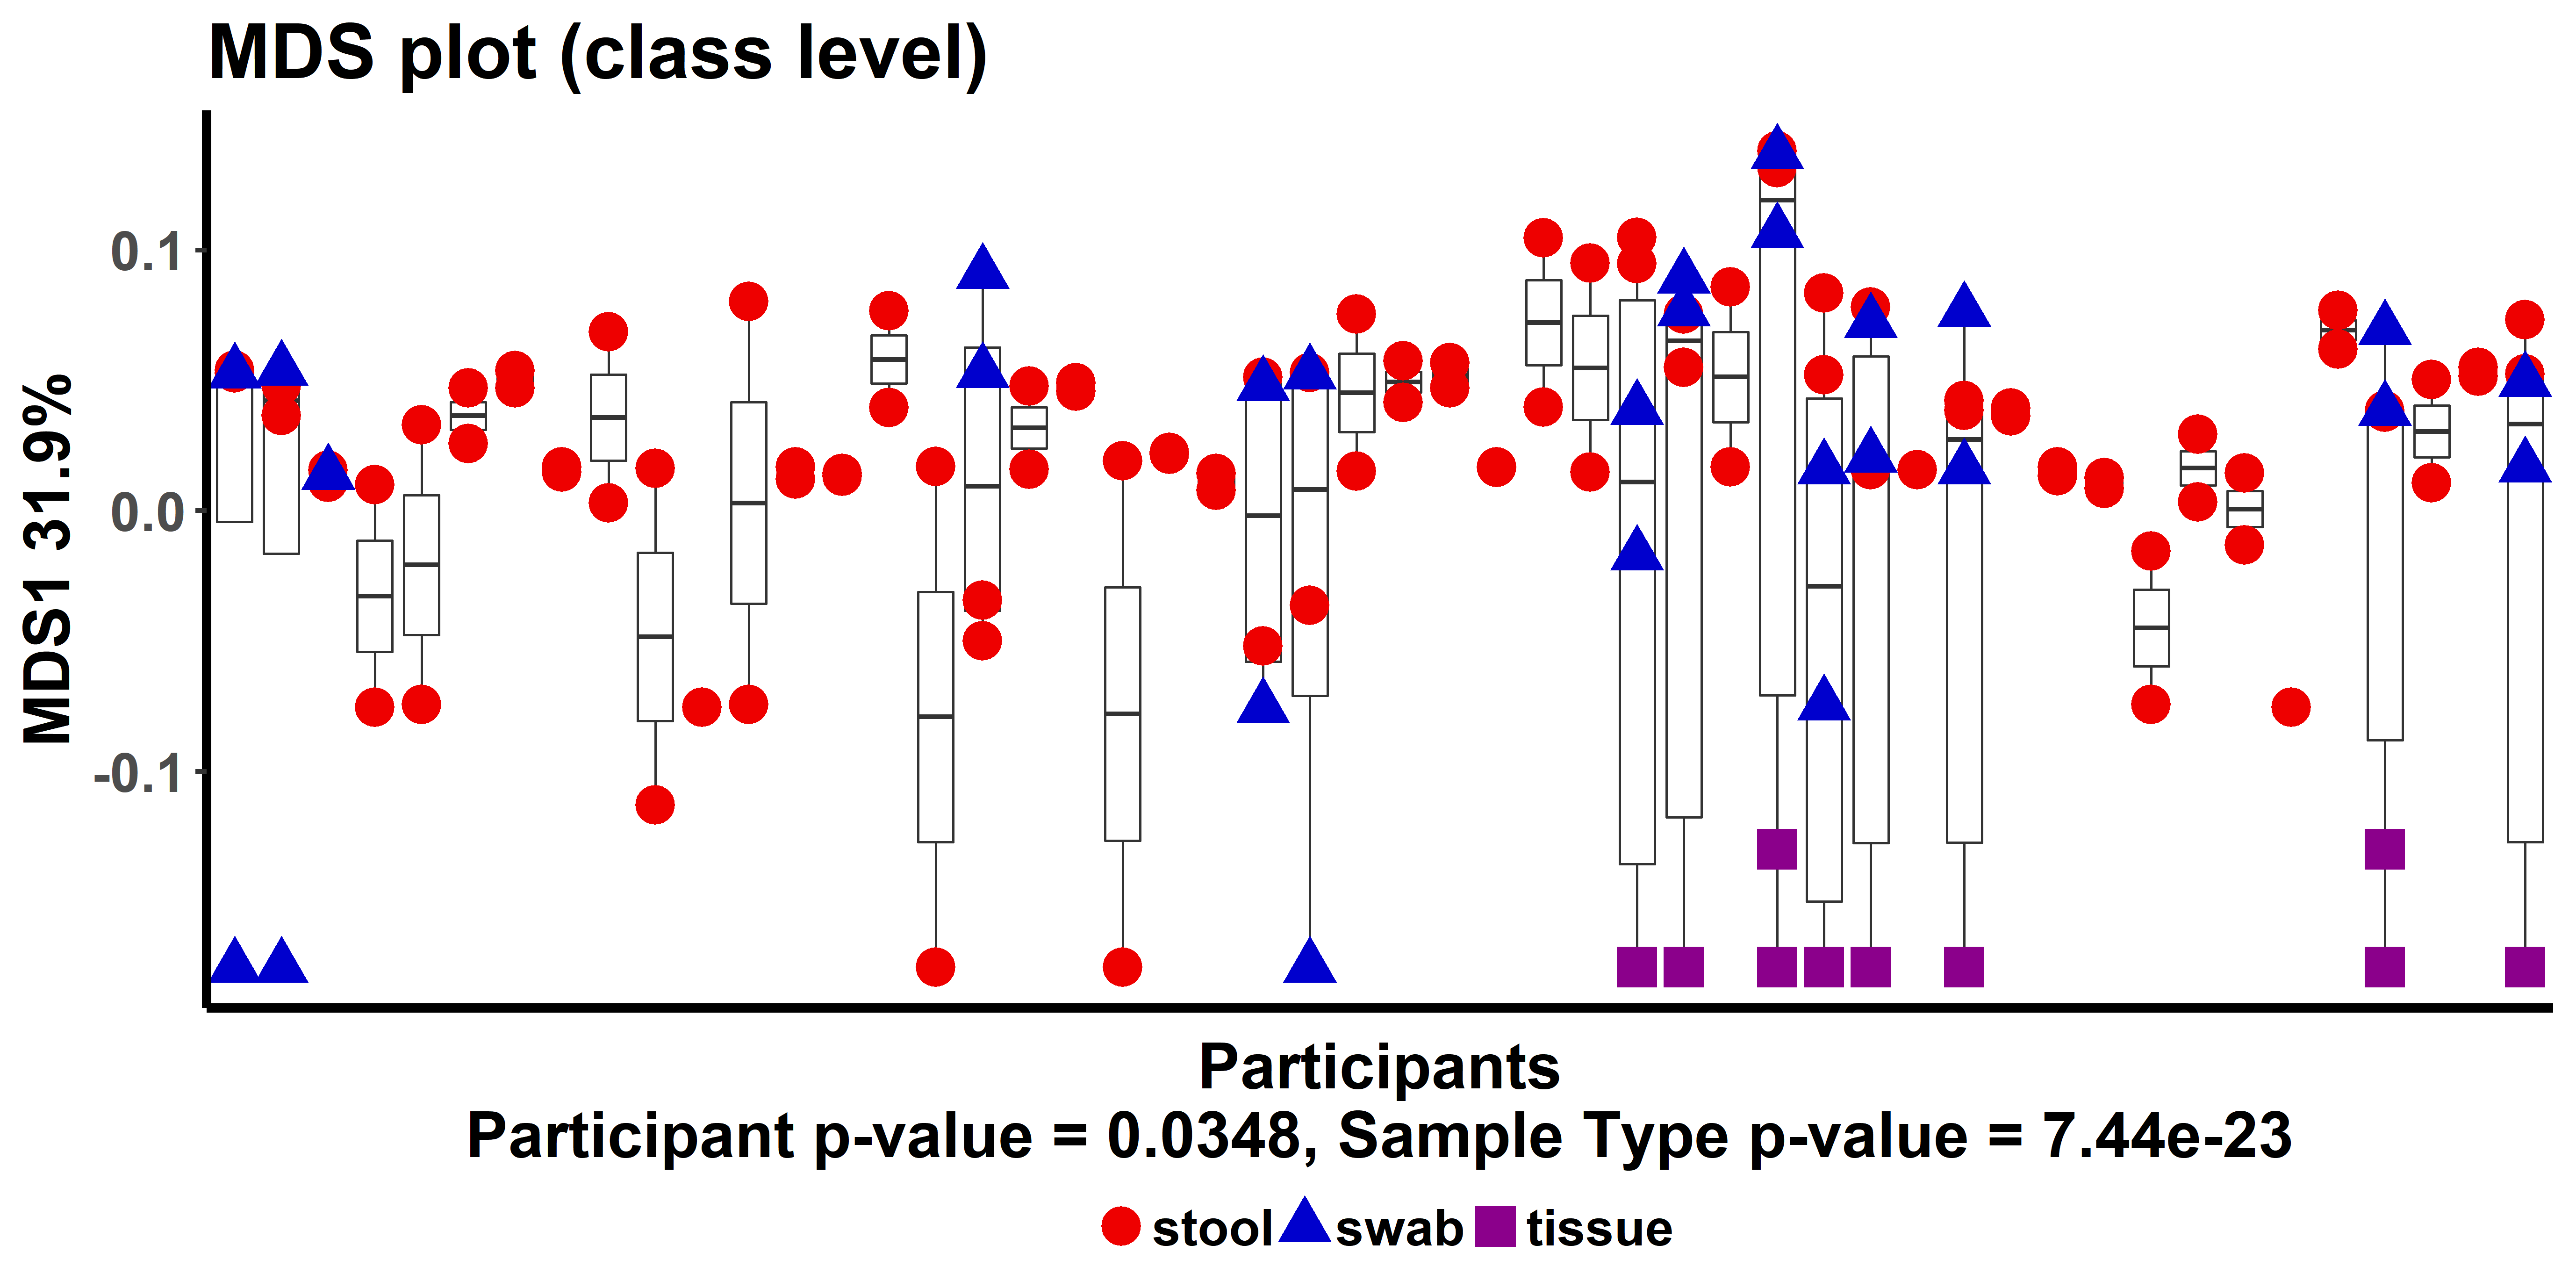 MDS plot (class level)
MDS1 31.9%
0.1
0.0
-0.1
Participants
Participant p-value = 0.0348, Sample Type p-value = 7.44e-23
stool swab tissue